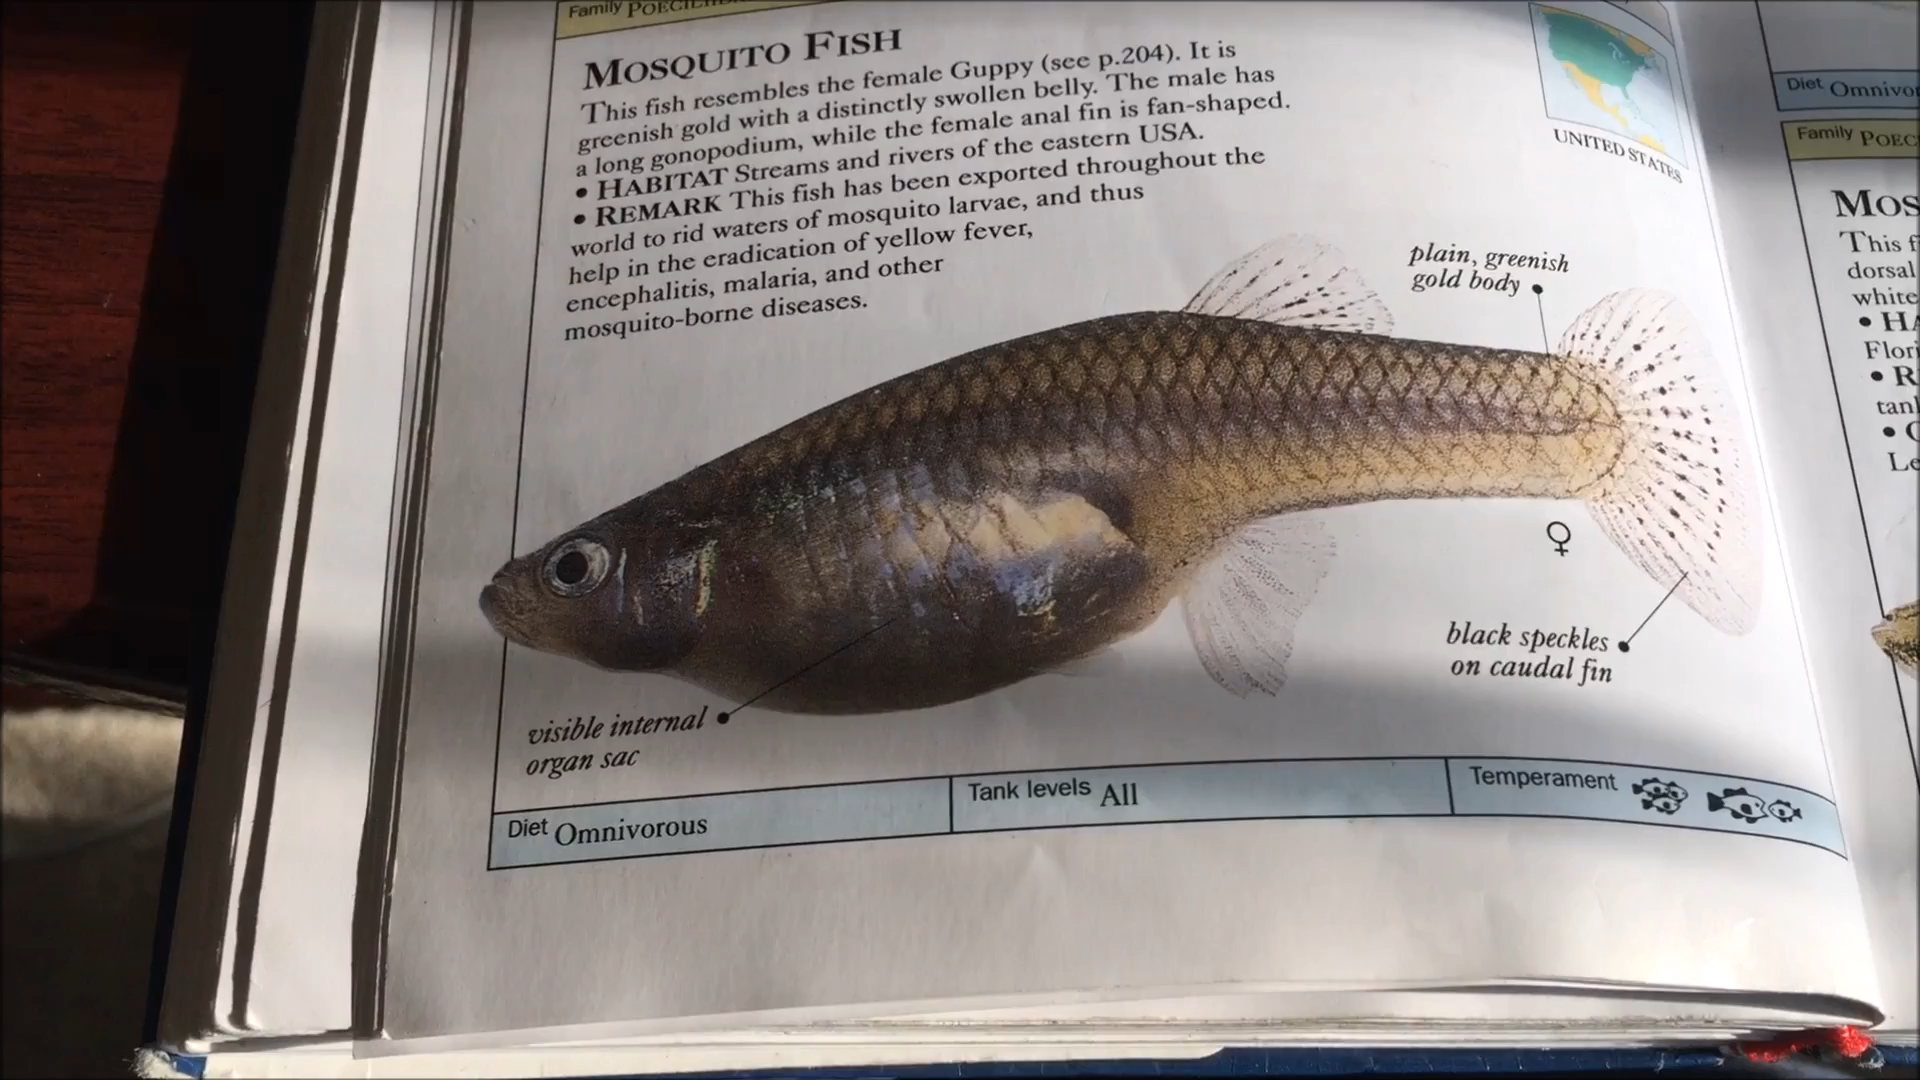 Family
MOSQUITO FISH
This fish resembles the female Guppy (see p.204). It is
greenish gold with a distinctly swollen belly. The male has
a long gonopodium, while the female anal fin is fan-shaped.
• HABITAT Streams and rivers of the eastern USA.
• REMARK This fish has been exported throughout the
world to rid waters of mosquito larvae, and thus
help in the eradication of yellow fever,
encephalitis, malaria, and other
mosquito-borne diseases.
UNITED STATES
plain, greenish
gold body
♀
black speckles
on caudal fin
visible internal
organ sac
Diet Omnivorous
Tank levels All
Temperament
Diet
Family
This
dorsal
white